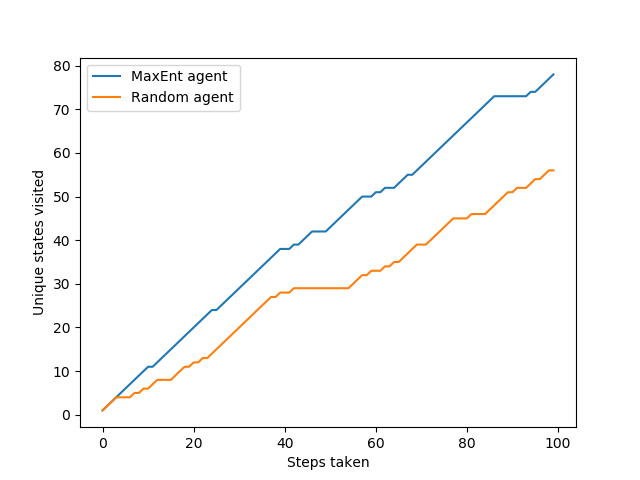 MaxEnt agent
Random agent
Unique states visited
80
70
60
50
40
30
20
10
0
0 20 40 60 80 100
Steps taken